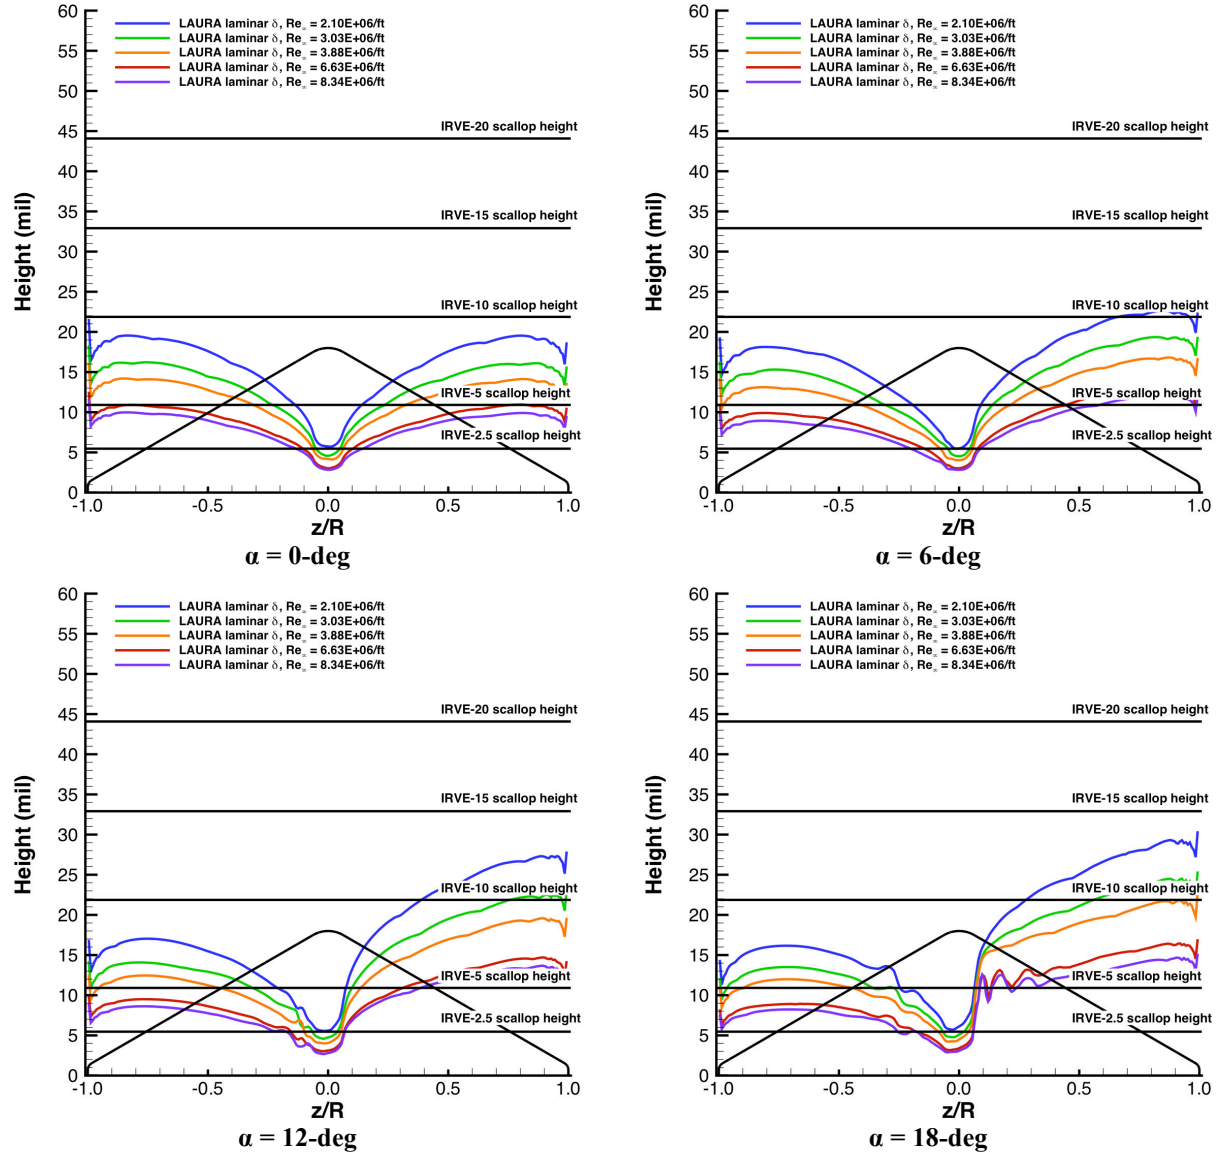 60
55
50
45
40
35
30
25
20
15
10
5
0
Height (mil)
LAURA laminar δ, Re∞ = 2.10E+06/ft
LAURA laminar δ, Re∞ = 3.03E+06/ft
LAURA laminar δ, Re∞ = 3.88E+06/ft
LAURA laminar δ, Re∞ = 6.63E+06/ft
LAURA laminar δ, Re∞ = 8.34E+06/ft
IRVE-20 scallop height
IRVE-15 scallop height
IRVE-10 scallop height
IRVE-5 scallop height
IRVE-2.5 scallop height
-1.0 -0.5 0.0 0.5 1.0
z/R
α = 0-deg
60
55
50
45
40
35
30
25
20
15
10
5
0
Height (mil)
LAURA laminar δ, Re∞ = 2.10E+06/ft
LAURA laminar δ, Re∞ = 3.03E+06/ft
LAURA laminar δ, Re∞ = 3.88E+06/ft
LAURA laminar δ, Re∞ = 6.63E+06/ft
LAURA laminar δ, Re∞ = 8.34E+06/ft
IRVE-20 scallop height
IRVE-15 scallop height
IRVE-10 scallop height
IRVE-5 scallop height
IRVE-2.5 scallop height
-1.0 -0.5 0.0 0.5 1.0
z/R
α = 6-deg
60
55
50
45
40
35
30
25
20
15
10
5
0
Height (mil)
LAURA laminar δ, Re∞ = 2.10E+06/ft
LAURA laminar δ, Re∞ = 3.03E+06/ft
LAURA laminar δ, Re∞ = 3.88E+06/ft
LAURA laminar δ, Re∞ = 6.63E+06/ft
LAURA laminar δ, Re∞ = 8.34E+06/ft
IRVE-20 scallop height
IRVE-15 scallop height
IRVE-10 scallop height
IRVE-5 scallop height
IRVE-2.5 scallop height
-1.0 -0.5 0.0 0.5 1.0
z/R
α = 12-deg
60
55
50
45
40
35
30
25
20
15
10
5
0
Height (mil)
LAURA laminar δ, Re∞ = 2.10E+06/ft
LAURA laminar δ, Re∞ = 3.03E+06/ft
LAURA laminar δ, Re∞ = 3.88E+06/ft
LAURA laminar δ, Re∞ = 6.63E+06/ft
LAURA laminar δ, Re∞ = 8.34E+06/ft
IRVE-20 scallop height
IRVE-15 scallop height
IRVE-10 scallop height
IRVE-5 scallop height
IRVE-2.5 scallop height
-1.0 -0.5 0.0 0.5 1.0
z/R
α = 18-deg